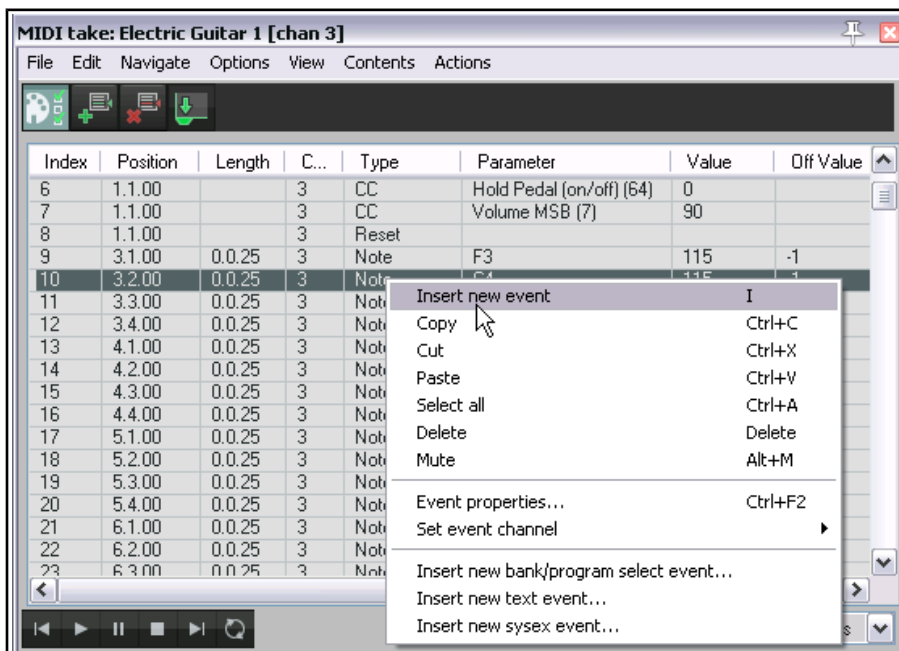 MIDI take: Electric Guitar 1 [chan 3]
File Edit Navigate Options View Contents Actions
Index Position Length C... Type Parameter Value Off Value
6 1.1.00 3 CC Hold Pedal (on/off) (64) 0
7 1.1.00 3 CC Volume MSB (7) 90
8 1.1.00 3 Reset
9 3.1.00 0.0.25 3 Note F3 115 -1
10 3.2.00 0.0.25 3
11 3.3.00 0.0.25 3
12 3.4.00 0.0.25 3
13 4.1.00 0.0.25 3
14 4.2.00 0.0.25 3
15 4.3.00 0.0.25 3
16 4.4.00 0.0.25 3
17 5.1.00 0.0.25 3
18 5.2.00 0.0.25 3
19 5.3.00 0.0.25 3
20 5.4.00 0.0.25 3
21 6.1.00 0.0.25 3
22 6.2.00 0.0.25 3
23 6.3.00 0.0.25 3
Insert new event I
Copy Ctrl+C
Cut Ctrl+X
Paste Ctrl+V
Select all Ctrl+A
Delete Delete
Mute Alt+M
Event properties... Ctrl+F2
Set event channel
Insert new bank/program select event...
Insert new text event...
Insert new sysex event...